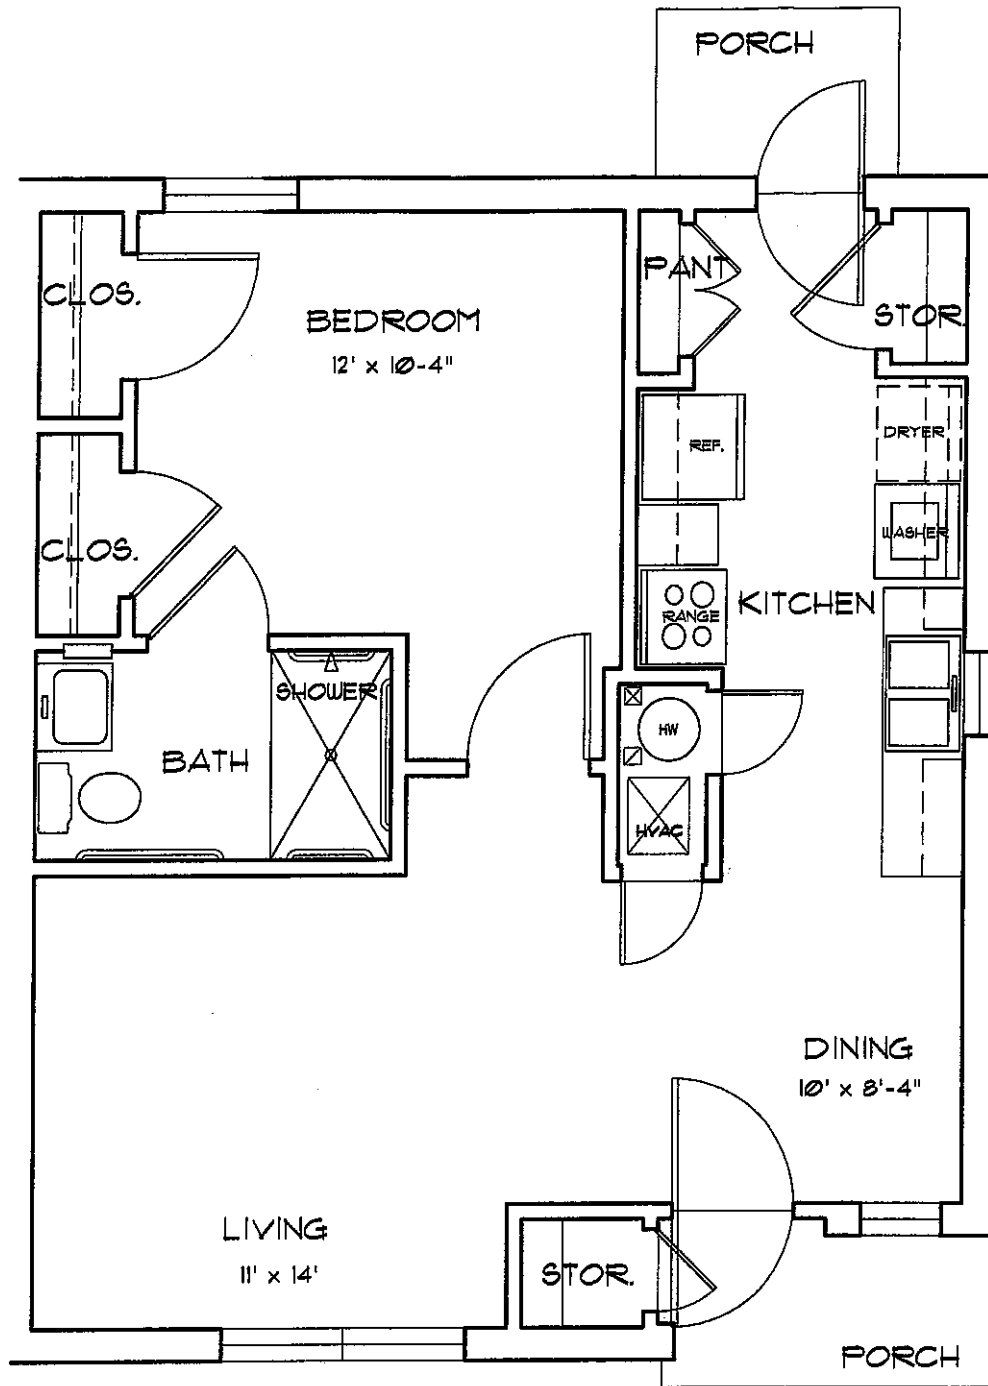 PORCH
CLOS.
BEDROOM
12' x 10-4"
PANT
STOR.
REF.
DRYER
WASHER
CLOS.
RANGE
KITCHEN
SHOWER
HW
BATH
HVAC
DINING
10' x 8'-4"
LIVING
11' x 14'
STOR.
PORCH